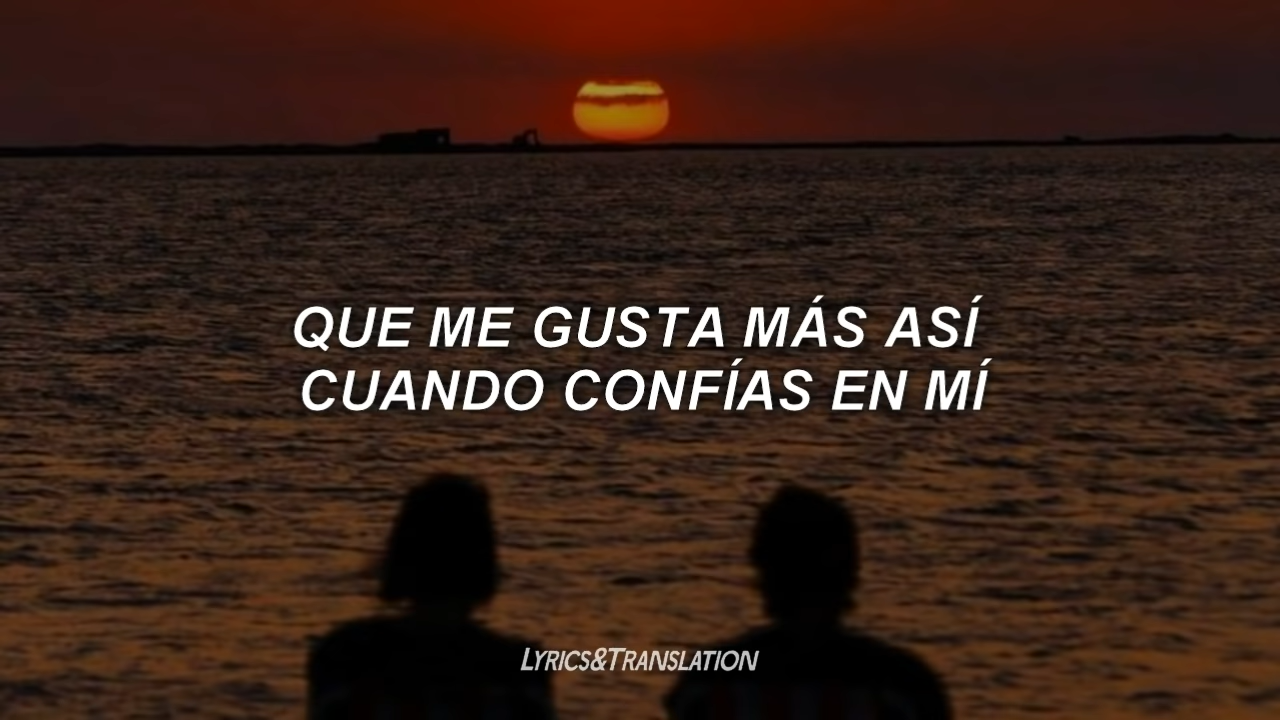 QUE ME GUSTA MÁS ASÍ
CUANDO CONFÍAS EN MÍ
LYRICS&TRANSLATION